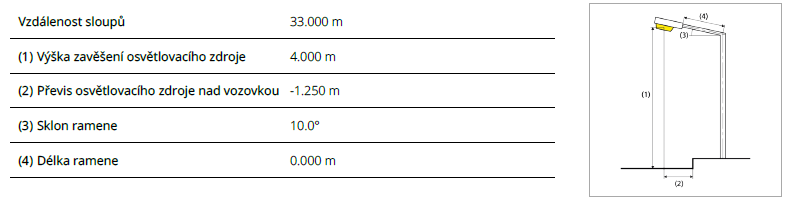 Vzdálenost sloupů 33.000 m
(1) Výška zavěšení osvětlovacího zdroje 4.000 m
(2) Převis osvětlovacího zdroje nad vozovkou -1.250 m
(3) Sklon ramene 10.0°
(4) Délka ramene 0.000 m
(4)
(3)
(1)
(2)